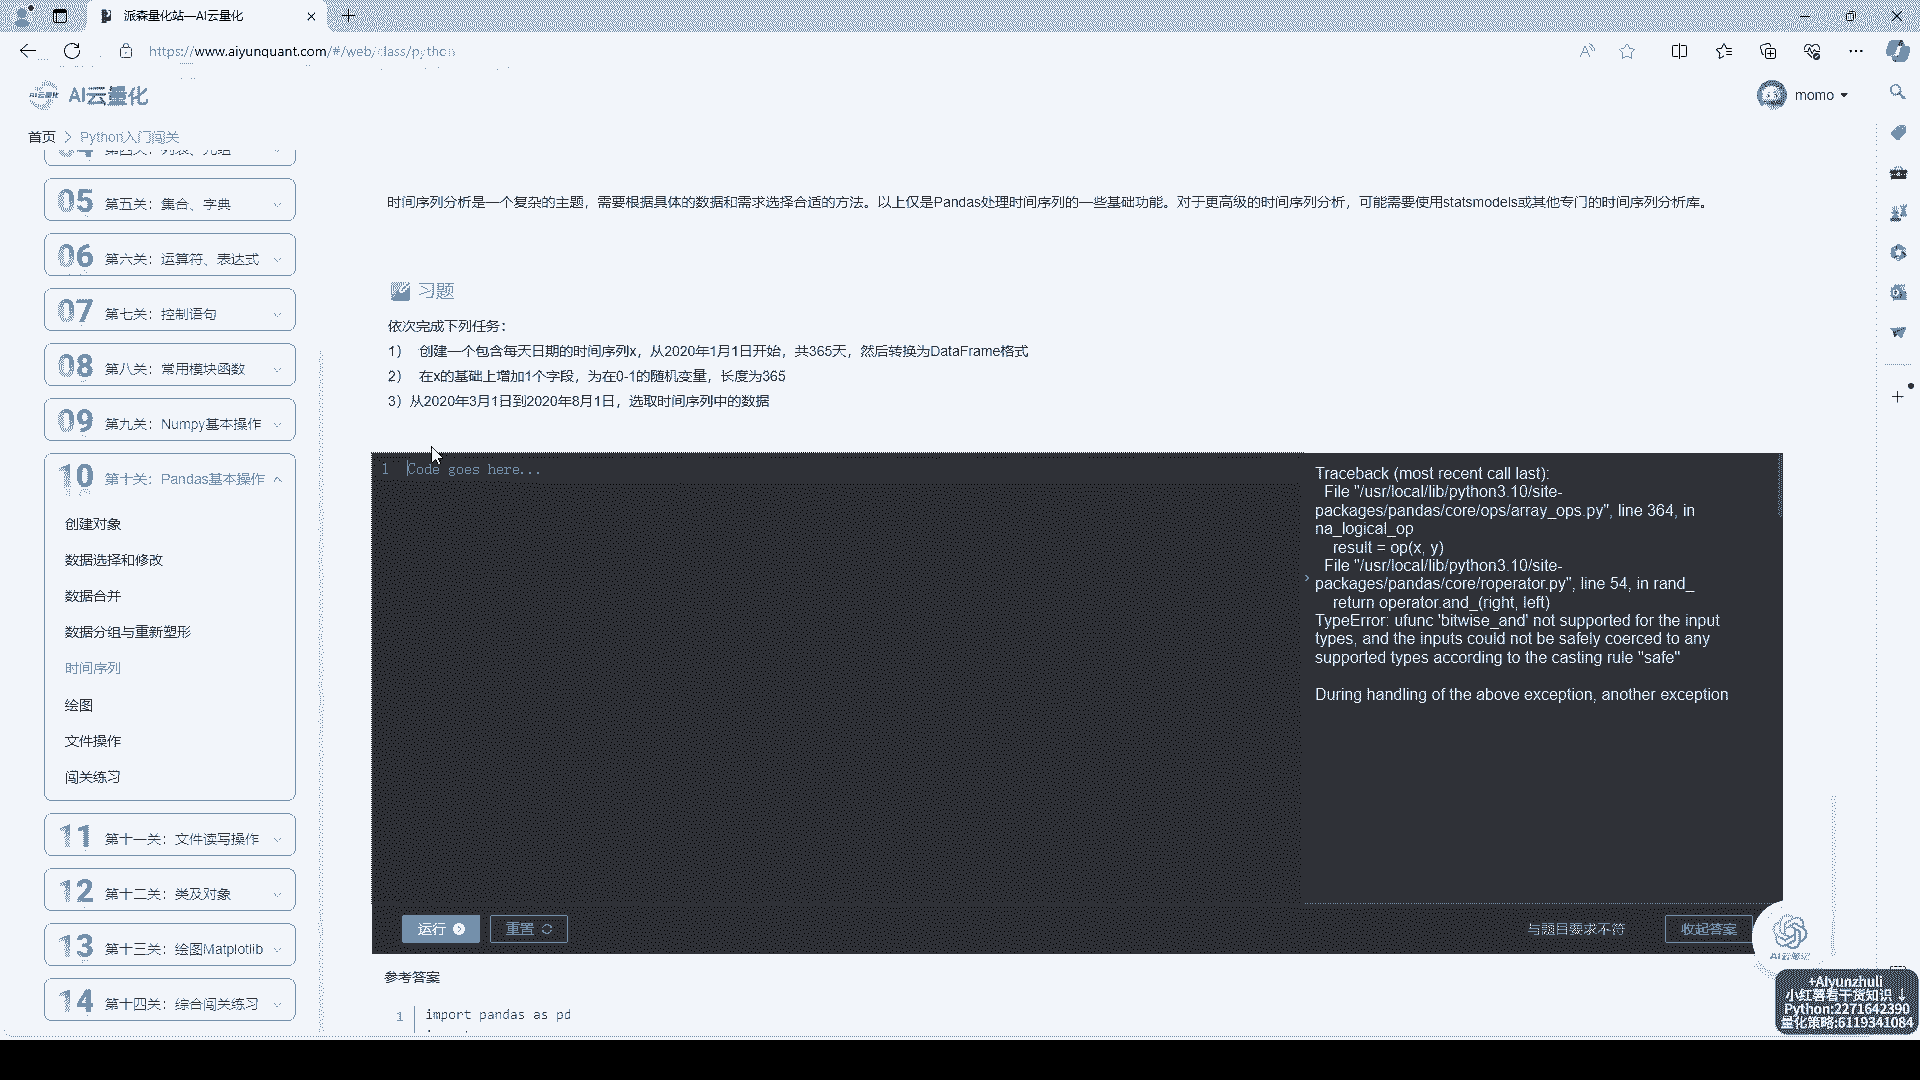 派森量化站—AI云量化
https://www.aiyunquant.com/#/web/class/python
AI云量化
momo
首页 > Python入门闯关
04 第四关：列表、元组
05 第五关：集合、字典
06 第六关：运算符、表达式
07 第七关：控制语句
08 第八关：常用模块函数
09 第九关：Numpy基本操作
10 第十关：Pandas基本操作
创建对象
数据选择和修改
数据合并
数据分组与重新塑形
时间序列
绘图
文件操作
闯关练习
11 第十一关：文件读写操作
12 第十二关：类及对象
13 第十三关：绘图Matplotlib
14 第十四关：综合闯关练习
时间序列分析是一个复杂的主题，需要根据具体的数据和需求选择合适的方法。以上仅是Pandas处理时间序列的一些基础功能。对于更高级的时间序列分析，可能需要使用statsmodels或其他专门的时间序列分析库。
习题
依次完成下列任务：
1） 创建一个包含每天日期的时间序列x，从2020年1月1日开始，共365天，然后转换为DataFrame格式
2） 在x的基础上增加1个字段，为在0-1的随机变量，长度为365
3）从2020年3月1日到2020年8月1日，选取时间序列中的数据
1 Code goes here...
Traceback (most recent call last):
File "/usr/local/lib/python3.10/site-
packages/pandas/core/ops/array_ops.py", line 364, in
na_logical_op
result = op(x, y)
File "/usr/local/lib/python3.10/site-
packages/pandas/core/roperator.py", line 54, in rand_
return operator.and_(right, left)
TypeError: ufunc 'bitwise_and' not supported for the input
types, and the inputs could not be safely coerced to any
supported types according to the casting rule "safe"
During handling of the above exception, another exception
运行
重置
与题目要求不符
收起答案
参考答案
1 import pandas as pd
+AIyunzhuli
小红薯看干货知识 ↓
Python:2271642390
量化策略:6119341084